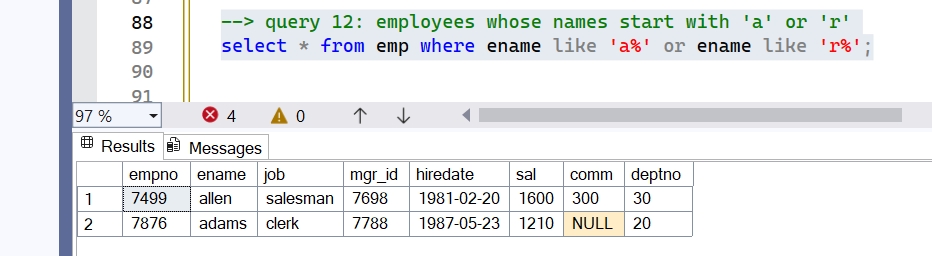 88 --> query 12: employees whose names start with 'a' or 'r'
89 select * from emp where ename like 'a%' or ename like 'r%';
90
91
97 % 4 0
Results Messages
empno ename job mgr_id hiredate sal comm deptno
1 7499 allen salesman 7698 1981-02-20 1600 300 30
2 7876 adams clerk 7788 1987-05-23 1210 NULL 20